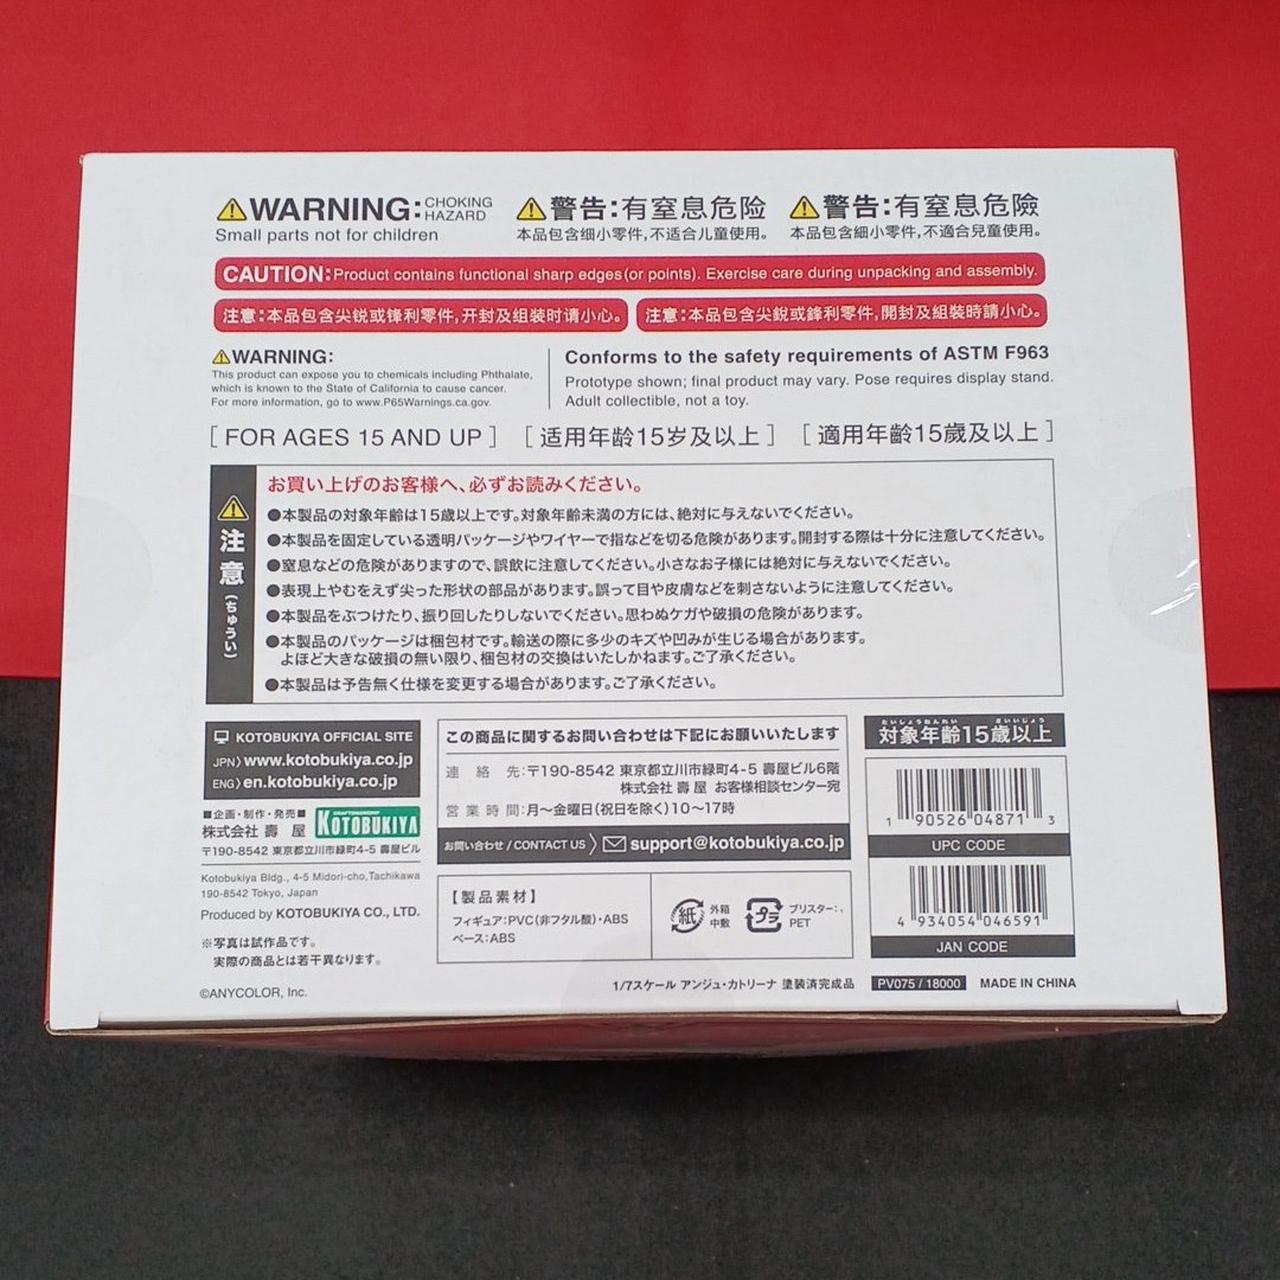 ⚠WARNING: CHOKING HAZARD
Small parts not for children
⚠警告:有窒息危险
本品包含细小零件,不适合儿童使用。
⚠警告:有窒息危險
本品包含細小零件,不適合兒童使用。
CAUTION:Product contains functional sharp edges(or points). Exercise care during unpacking and assembly.
注意:本品包含尖锐或锋利零件,开封及组装时请小心。
注意:本品包含尖銳或鋒利零件,開封及組裝時請小心。
⚠WARNING:
This product can expose you to chemicals including Phthalate,
which is known to the State of California to cause cancer.
For more information, go to www.P65Warnings.ca.gov.
Conforms to the safety requirements of ASTM F963
Prototype shown; final product may vary. Pose requires display stand.
Adult collectible, not a toy.
[ FOR AGES 15 AND UP ] [ 适用年龄15岁及以上 ] [ 適用年齡15歲及以上 ]
⚠注意(ちゅうい)
お買い上げのお客様へ、必ずお読みください。
●本製品の対象年齢は15歳以上です。対象年齢未満の方には、絶対に与えないでください。
●本製品を固定している透明パッケージやワイヤーで指などを切る危険があります。開封する際は十分に注意してください。
●窒息などの危険がありますので、誤飲に注意してください。小さなお子様には絶対に与えないでください。
●表現上やむをえず尖った形状の部品があります。誤って目や皮膚などを刺さないように注意してください。
●本製品をぶつけたり、振り回したりしないでください。思わぬケガや破損の危険があります。
●本製品のパッケージは梱包材です。輸送の際に多少のキズや凹みが生じる場合があります。
よほど大きな破損の無い限り、梱包材の交換はいたしかねます。ご了承ください。
●本製品は予告無く仕様を変更する場合があります。ご了承ください。
KOTOBUKIYA OFFICIAL SITE
JPN〉www.kotobukiya.co.jp
ENG〉en.kotobukiya.co.jp
■企画・制作・発売■
株式会社 壽 屋
KOTOBUKIYA
〒190-8542 東京都立川市緑町4-5 壽屋ビル
Kotobukiya Bldg., 4-5 Midori-cho,Tachikawa
190-8542 Tokyo, Japan
Produced by KOTOBUKIYA CO., LTD.
※写真は試作品です。
実際の商品とは若干異なります。
©ANYCOLOR, Inc.
この商品に関するお問い合わせは下記にお願いいたします
連絡先:〒190-8542 東京都立川市緑町4-5 壽屋ビル6階
株式会社 壽屋 お客様相談センター宛
営業時間:月〜金曜日(祝日を除く)10〜17時
お問い合わせ / CONTACT US 〉 support@kotobukiya.co.jp
【製品素材】
フィギュア:PVC(非フタル酸)・ABS
ベース:ABS
紙 外箱
中敷
プラ ブリスター:、
PET
1/7スケール アンジュ・カトリーナ 塗装済完成品
たいしょうねんれい さいいじょう
対象年齢15歳以上
1 90526 04871 3
UPC CODE
4 934054 046591
JAN CODE
PV075 / 18000 MADE IN CHINA